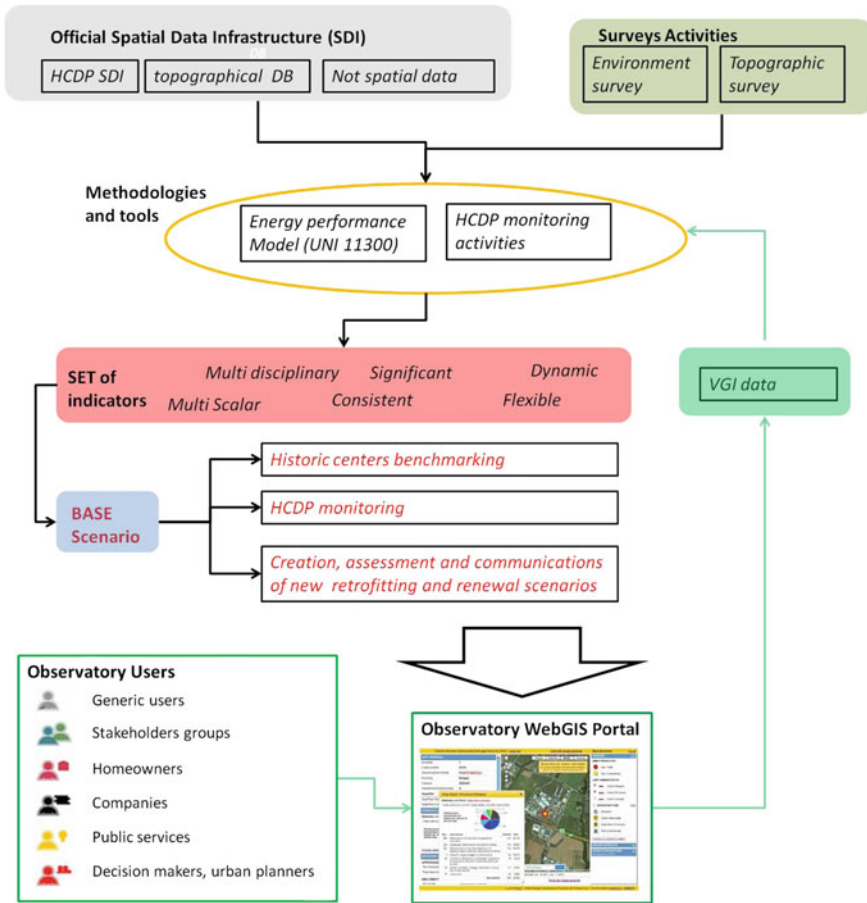 Official Spatial Data Infrastructure (SDI)
DB
HCDP SDI
topographical DB
Not spatial data
Surveys Activities
Environment
survey
Topographic
survey
Methodologies
and tools
Energy performance
Model (UNI 11300)
HCDP monitoring
activities
SET of
indicators
Multi disciplinary
Significant
Dynamic
Multi Scalar
Consistent
Flexible
VGI data
BASE
Scenario
Historic centers benchmarking
HCDP monitoring
Creation, assessment and communications
of new retrofitting and renewal scenarios
Observatory Users
Generic users
Stakeholders groups
Homeowners
Companies
Public services
Decision makers, urban planners
Observatory WebGIS Portal